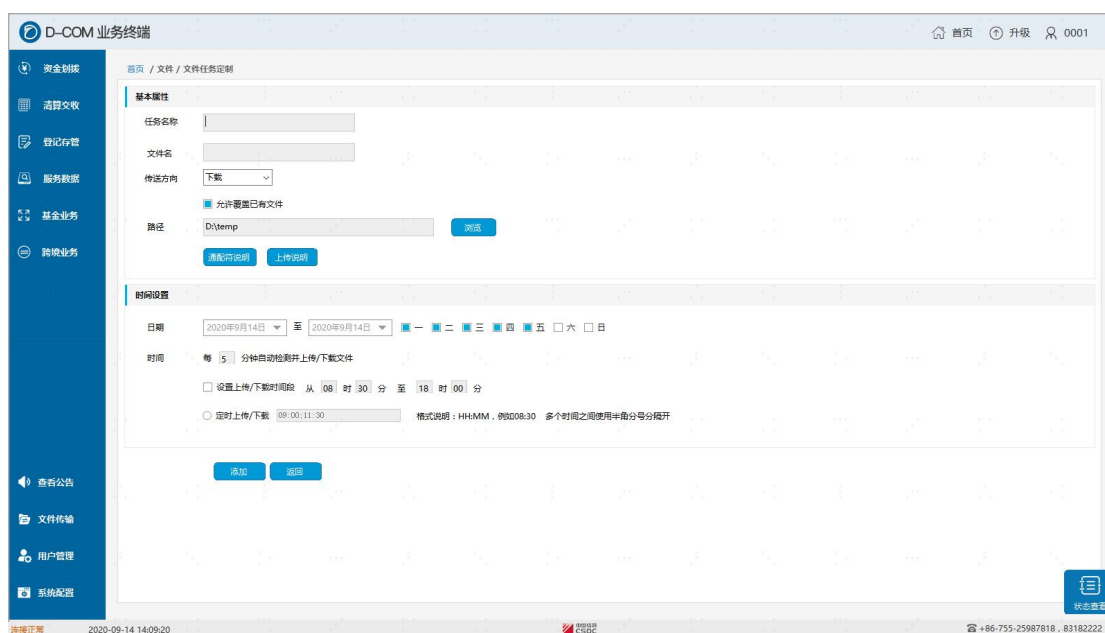 D-COM 业务终端
首页 升级 0001
资金划拨
清算交收
登记存管
服务数据
基金业务
跨境业务
查看公告
文件传输
用户管理
系统配置
首页 / 文件 / 文件任务定制
基本属性
任务名称
文件名
传送方向 下载
允许覆盖已有文件
路径 D:\temp 浏览
通配符说明 上传说明
时间设置
日期 2020年9月14日 至 2020年9月14日 一 二 三 四 五 六 日
时间 每 5 分钟自动检测并上传/下载文件
设置上传/下载时间段 从 08 时 30 分 至 18 时 00 分
定时上传/下载 09:00;11:30 格式说明：HH:MM，例如08:30 多个时间之间使用半角分号分隔开
添加 返回
状态查看
连接正常 2020-09-14 14:09:20 中国结算 CSDC +86-755-25987818，83182222